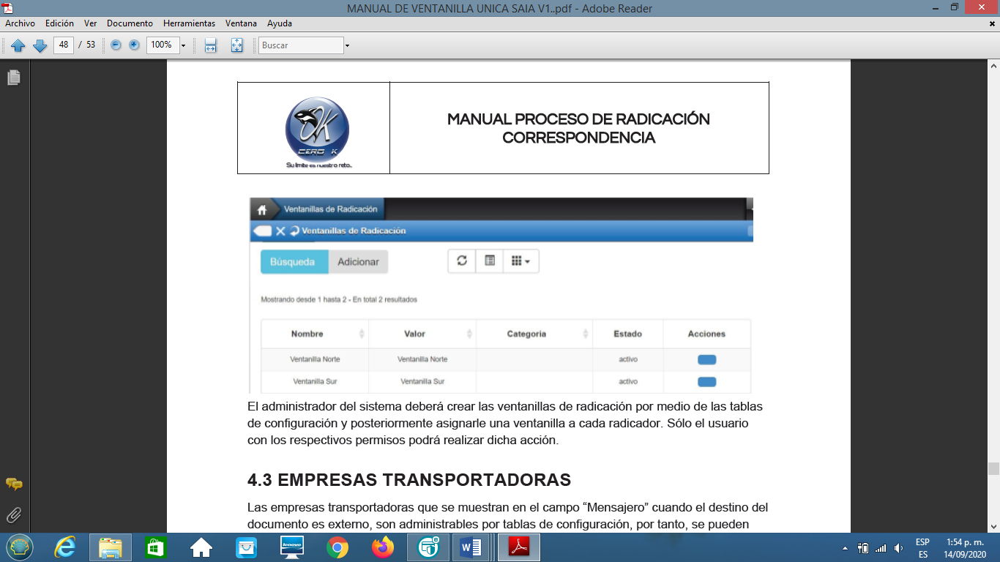 MANUAL DE VENTANILLA UNICA SAIA V1..pdf - Adobe Reader
Archivo Edición Ver Documento Herramientas Ventana Ayuda
48 / 53 100% Buscar
MANUAL PROCESO DE RADICACIÓN
CORRESPONDENCIA
OK
CERO K
Su límite es nuestro reto..
Ventanillas de Radicación
Ventanillas de Radicación
Búsqueda Adicionar
Mostrando desde 1 hasta 2 - En total 2 resultados
Nombre Valor Categoria Estado Acciones
Ventanilla Norte Ventanilla Norte activo
Ventanilla Sur Ventanilla Sur activo
El administrador del sistema deberá crear las ventanillas de radicación por medio de las tablas
de configuración y posteriormente asignarle una ventanilla a cada radicador. Sólo el usuario
con los respectivos permisos podrá realizar dicha acción.
4.3 EMPRESAS TRANSPORTADORAS
Las empresas transportadoras que se muestran en el campo “Mensajero” cuando el destino del
documento es externo, son administrables por tablas de configuración, por tanto, se pueden
lenovo
8
W
ESP
ES
1:54 p. m.
14/09/2020